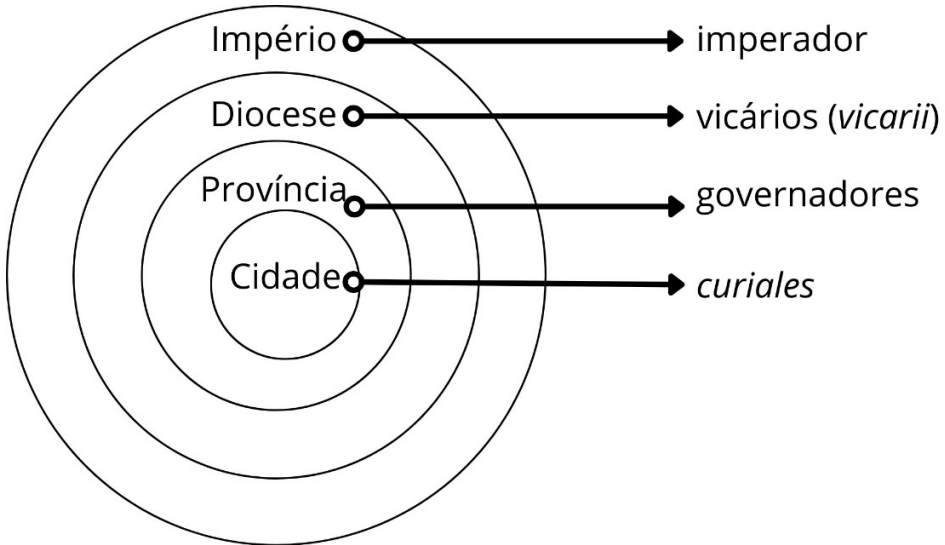 Império imperador
Diocese vicários (vicarii)
Província governadores
Cidade curiales